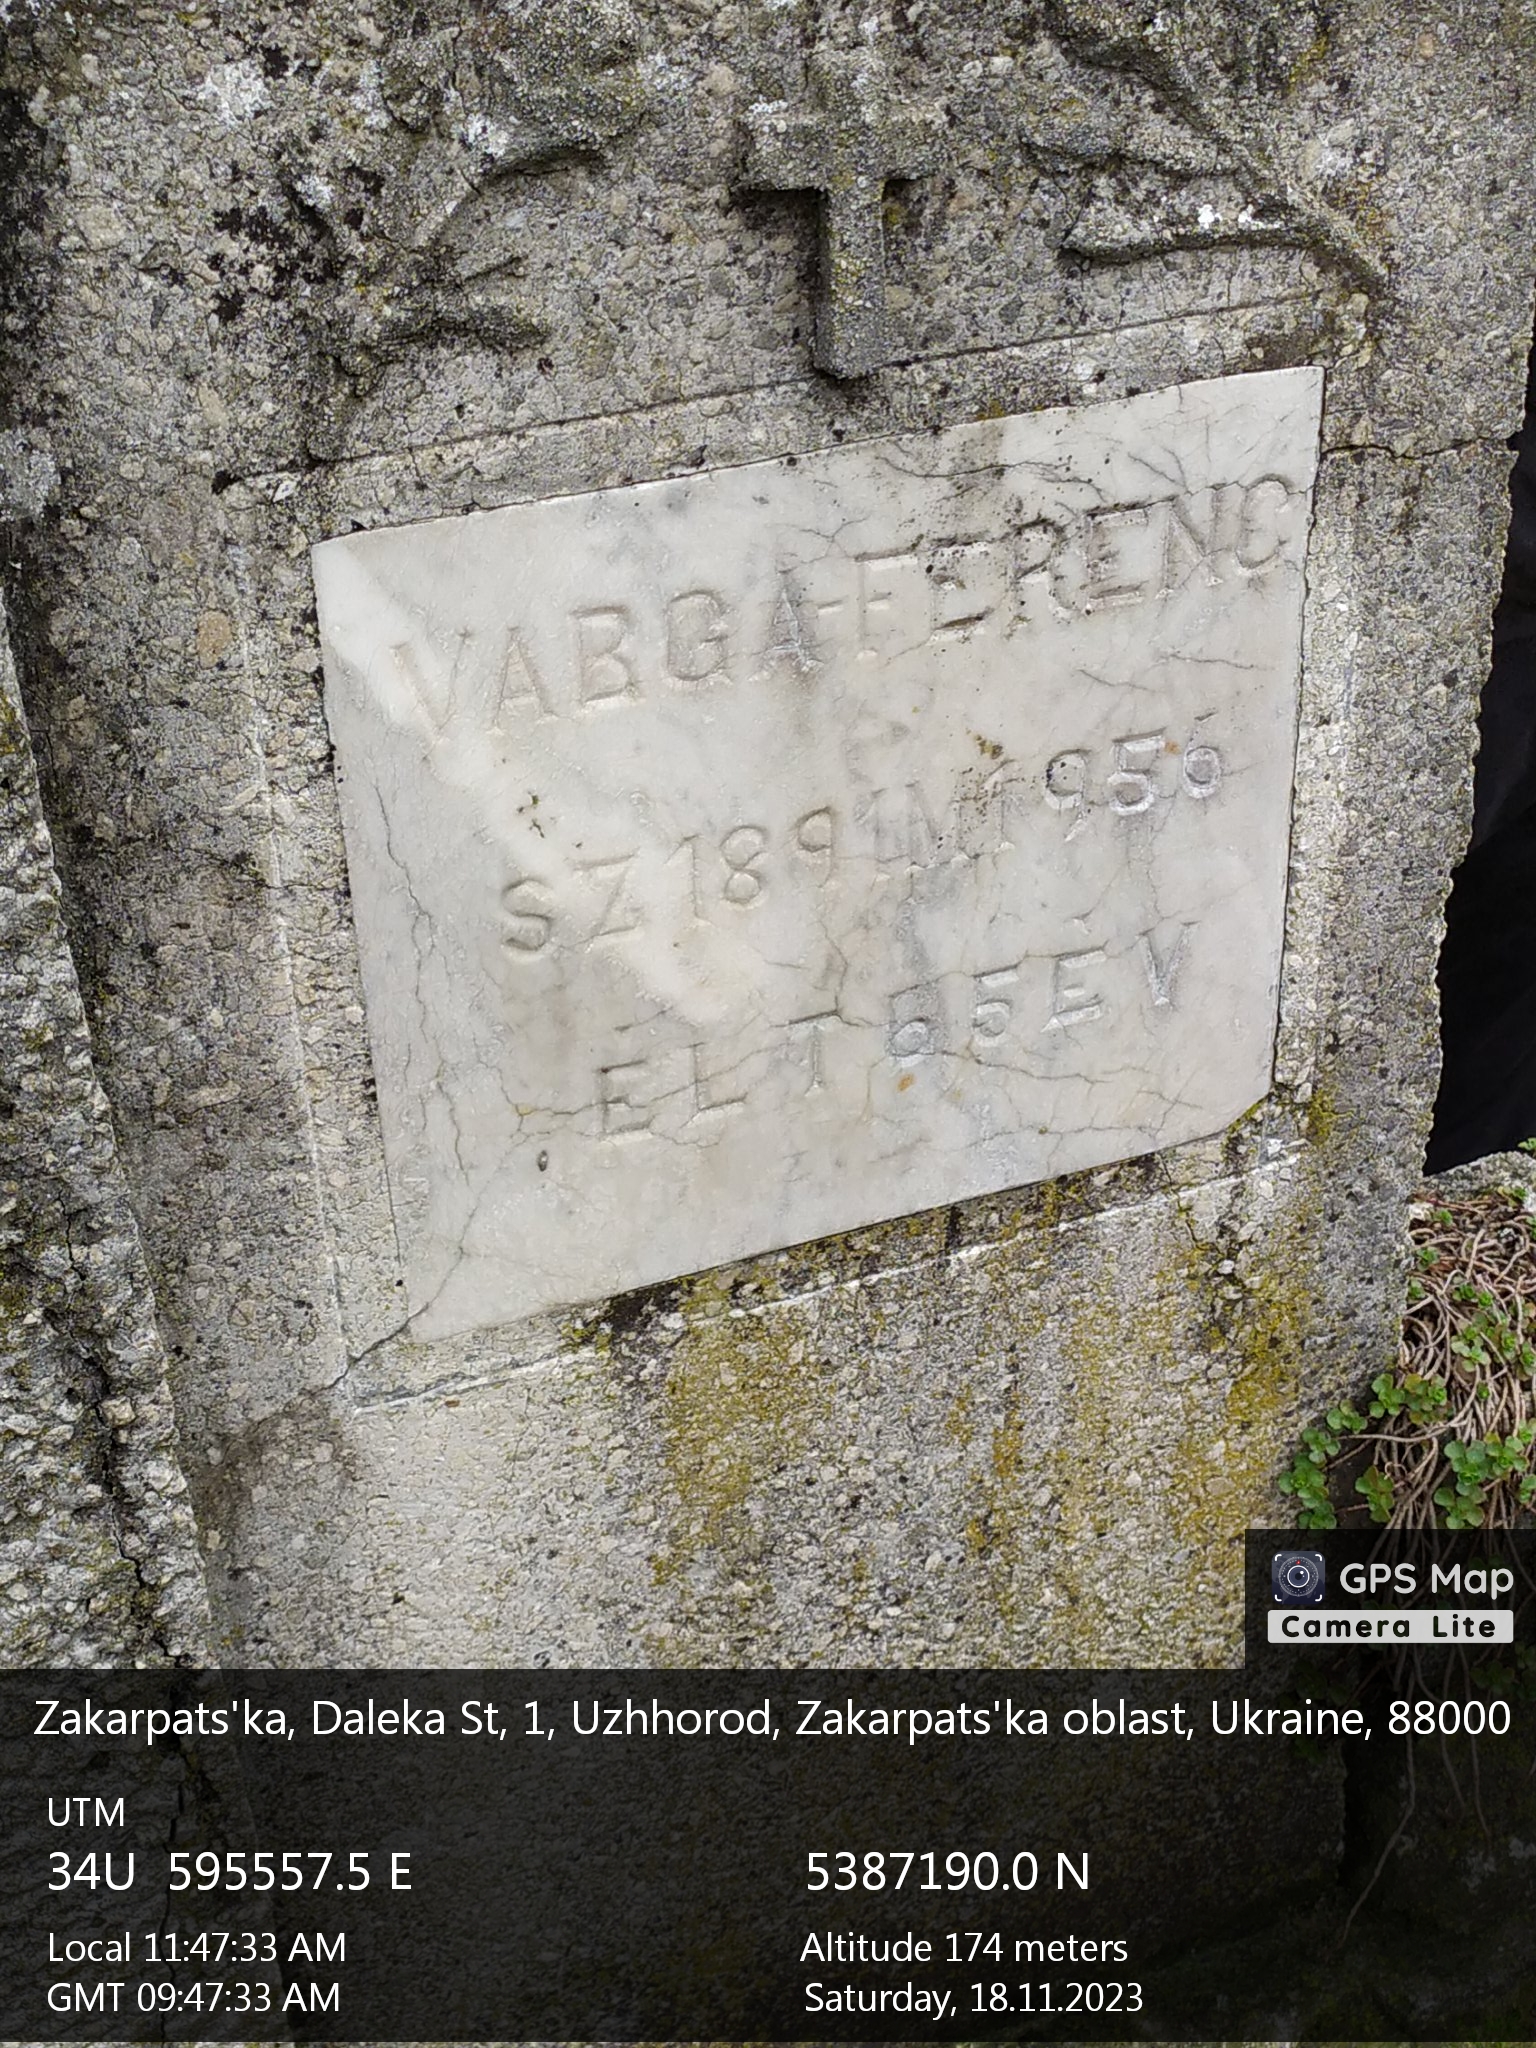 VARGA-FERENC
SZ 1891 M 1956
ÉLT 65 ÉV
GPS Map
Camera Lite
Zakarpats'ka, Daleka St, 1, Uzhhorod, Zakarpats'ka oblast, Ukraine, 88000
UTM
34U 595557.5 E
5387190.0 N
Local 11:47:33 AM
Altitude 174 meters
GMT 09:47:33 AM
Saturday, 18.11.2023